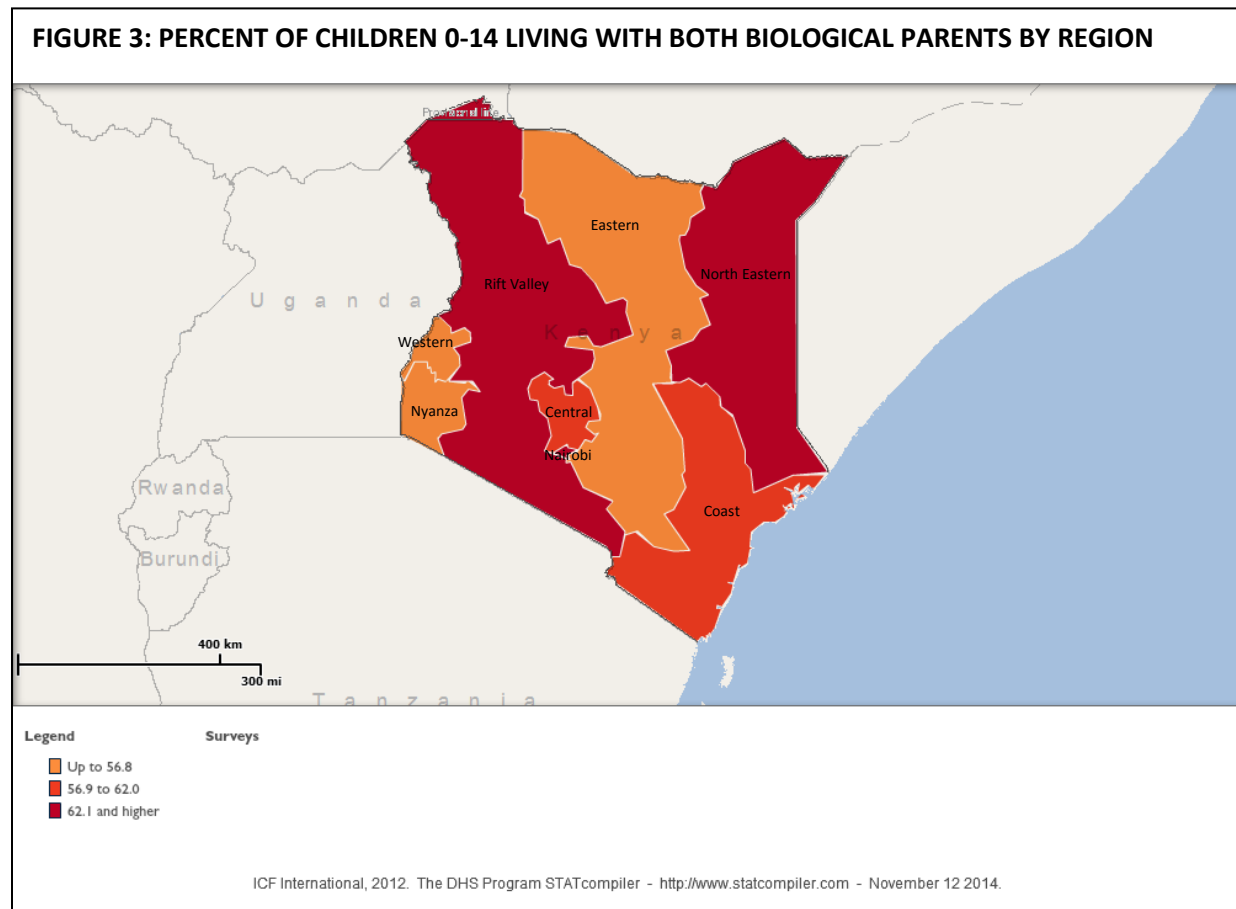 FIGURE 3: PERCENT OF CHILDREN 0-14 LIVING WITH BOTH BIOLOGICAL PARENTS BY REGION
Provisional line
Eastern
North Eastern
Rift Valley
Uganda
Kenya
Western
Nyanza
Central
Nairobi
Rwanda
Coast
Burundi
400 km
300 mi
Tanzania
Legend
Surveys
Up to 56.8
56.9 to 62.0
62.1 and higher
ICF International, 2012. The DHS Program STATcompiler - http://www.statcompiler.com - November 12 2014.